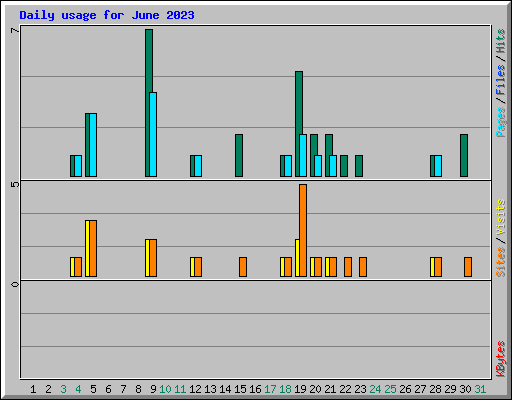 Daily usage for June 2023
7
5
0
Pages / Files / Hits
Sites / Visits
KBytes
1 2 3 4 5 6 7 8 9 10 11 12 13 14 15 16 17 18 19 20 21 22 23 24 25 26 27 28 29 30 31